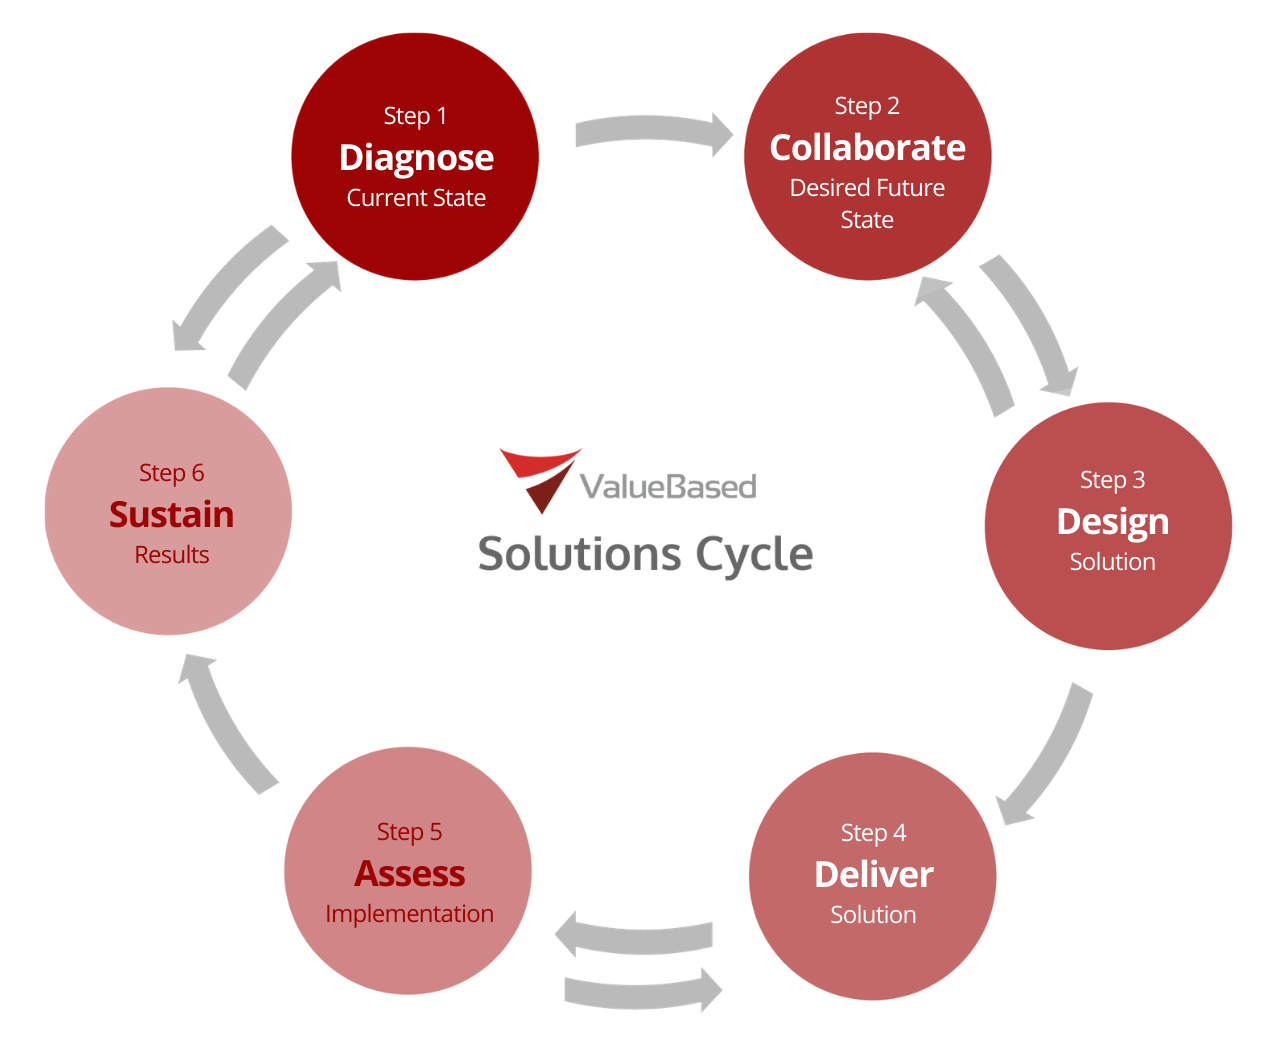 Step 1
Diagnose
Current State
Step 2
Collaborate
Desired Future
State
Step 3
Design
Solution
Step 4
Deliver
Solution
Step 5
Assess
Implementation
Step 6
Sustain
Results
ValueBased
Solutions Cycle